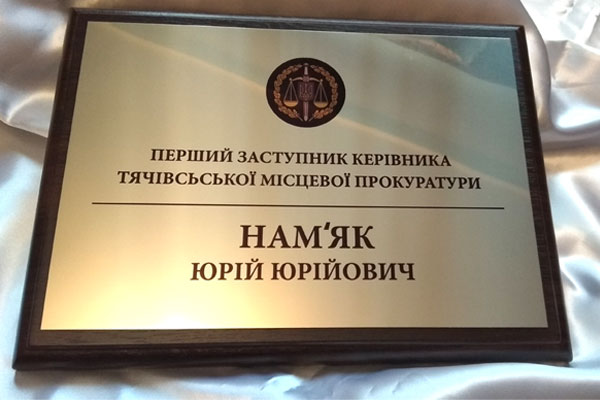 ПЕРШИЙ ЗАСТУПНИК КЕРІВНИКА
ТЯЧІВСЬСЬКОЇ МІСЦЕВОЇ ПРОКУРАТУРИ
НАМ‘ЯК
ЮРІЙ ЮРІЙОВИЧ